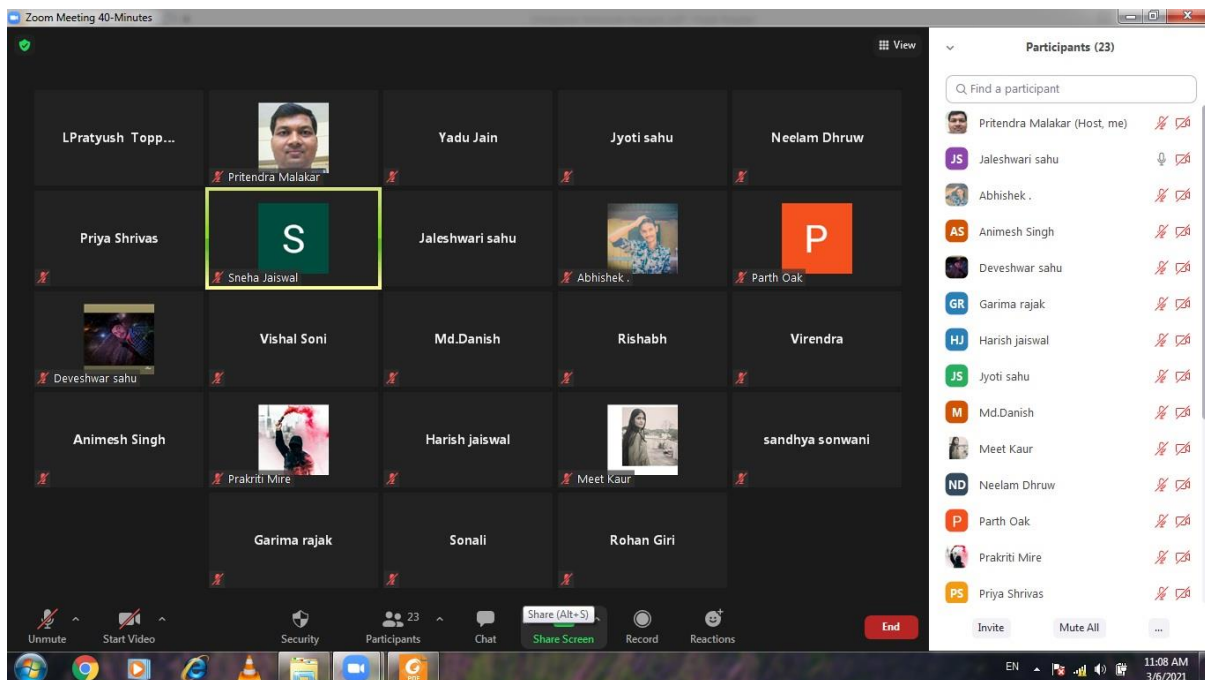 Zoom Meeting 40-Minutes
View
LPratyush Topp...
Pritendra Malakar
Yadu Jain
Jyoti sahu
Neelam Dhruw
Priya Shrivas
S
Sneha Jaiswal
Jaleshwari sahu
Abhishek .
P
Parth Oak
Deveshwar sahu
Vishal Soni
Md.Danish
Rishabh
Virendra
Animesh Singh
Prakriti Mire
Harish jaiswal
Meet Kaur
sandhya sonwani
Garima rajak
Sonali
Rohan Giri
Unmute
Start Video
Security
23
Participants
Chat
Share (Alt+S)
Share Screen
Record
Reactions
End
Participants (23)
Find a participant
Pritendra Malakar (Host, me)
JS Jaleshwari sahu
Abhishek .
AS Animesh Singh
Deveshwar sahu
GR Garima rajak
HJ Harish jaiswal
JS Jyoti sahu
M Md.Danish
Meet Kaur
ND Neelam Dhruw
P Parth Oak
Prakriti Mire
PS Priya Shrivas
Invite Mute All ...
PDF
EN
11:08 AM
3/6/2021